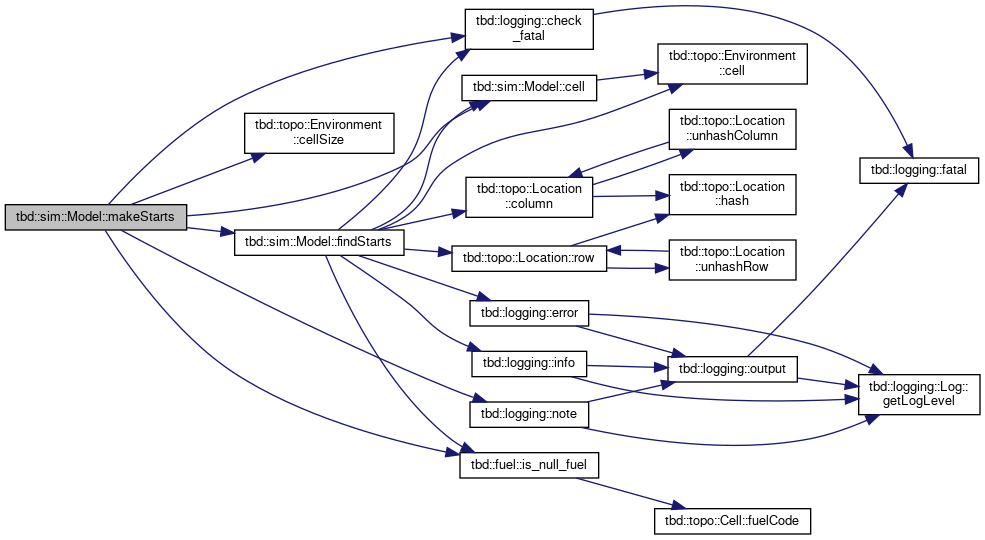 tbd::sim::Model::makeStarts
tbd::topo::Environment
::cellSize
tbd::sim::Model::findStarts
tbd::logging::check
_fatal
tbd::sim::Model::cell
tbd::topo::Location
::column
tbd::topo::Location::row
tbd::logging::error
tbd::logging::info
tbd::logging::note
tbd::fuel::is_null_fuel
tbd::topo::Environment
::cell
tbd::topo::Location
::unhashColumn
tbd::topo::Location
::hash
tbd::topo::Location
::unhashRow
tbd::logging::output
tbd::topo::Cell::fuelCode
tbd::logging::fatal
tbd::logging::Log::
getLogLevel